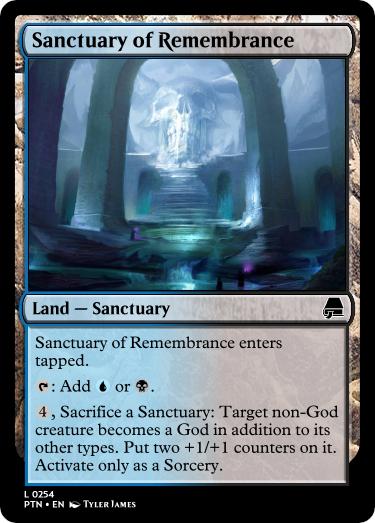 Sanctuary of Remembrance
Land — Sanctuary
Sanctuary of Remembrance enters
tapped.
: Add or .
4 , Sacrifice a Sanctuary: Target non-God
creature becomes a God in addition to its
other types. Put two +1/+1 counters on it.
Activate only as a Sorcery.
L 0254
PTN • EN Tyler James